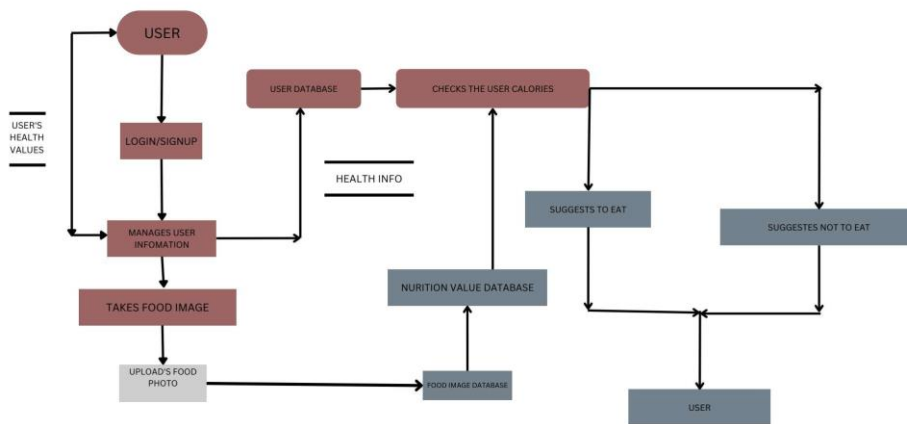 USER
USER DATABASE
CHECKS THE USER CALORIES
USER'S
HEALTH
VALUES
LOGIN/SIGNUP
HEALTH INFO
MANAGES USER
INFOMATION
SUGGESTS TO EAT
SUGGESTES NOT TO EAT
TAKES FOOD IMAGE
NURITION VALUE DATABASE
UPLOAD'S FOOD
PHOTO
FOOD IMAGE DATABASE
USER